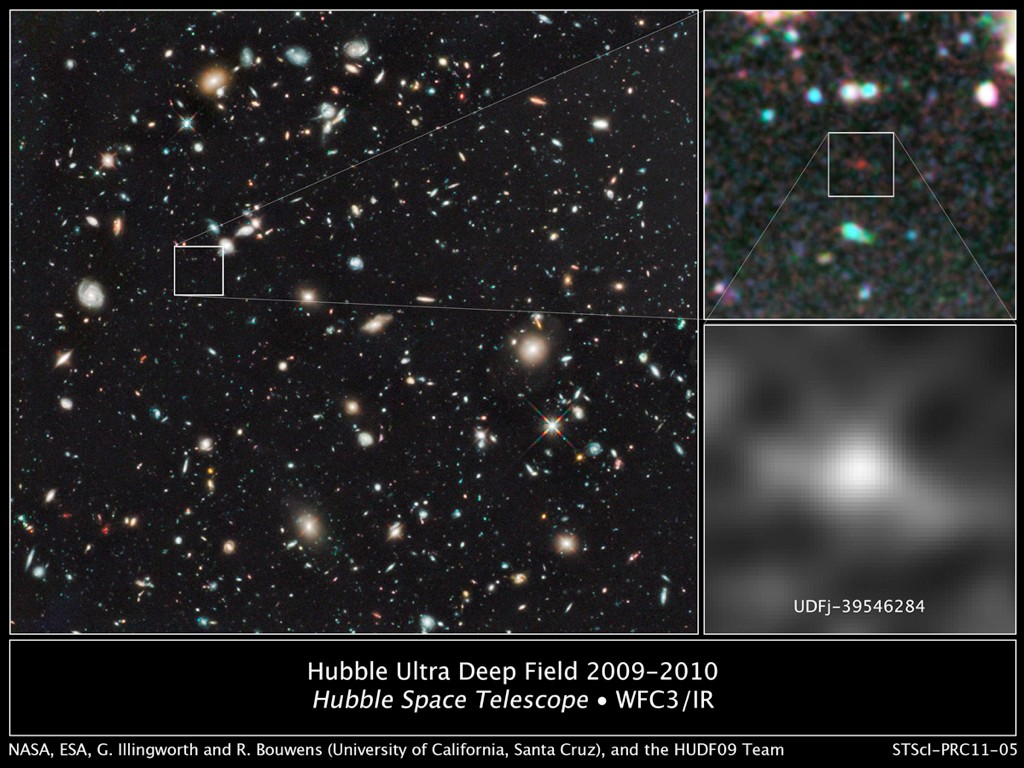 UDFj-39546284
Hubble Ultra Deep Field 2009-2010
Hubble Space Telescope • WFC3/IR
NASA, ESA, G. Illingworth and R. Bouwens (University of California, Santa Cruz), and the HUDF09 Team
STScI-PRC11-05